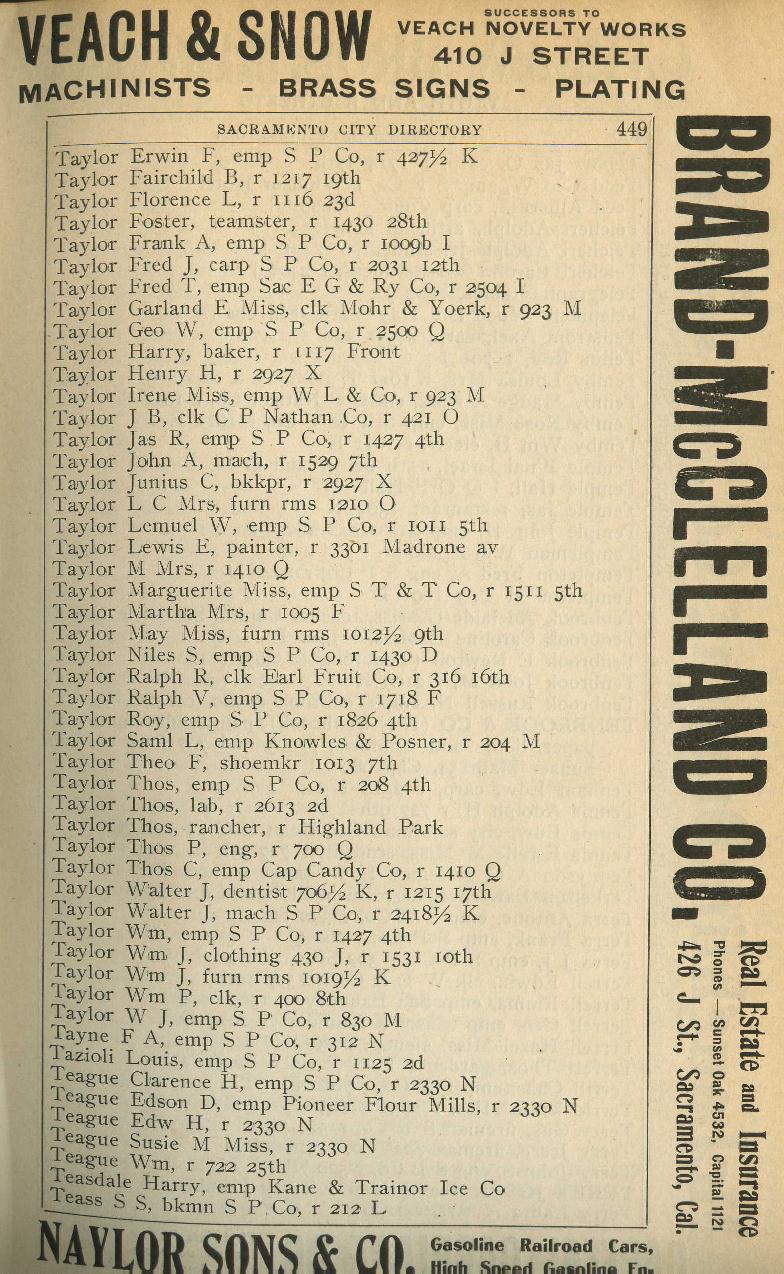 VEACH & SNOW
SUCCESSORS TO
VEACH NOVELTY WORKS
410 J STREET
MACHINISTS - BRASS SIGNS - PLATING
SACRAMENTO CITY DIRECTORY 449
Taylor Erwin F, emp S P Co, r 427½ K
Taylor Fairchild B, r 1217 19th
Taylor Florence L, r 1116 23d
Taylor Foster, teamster, r 1430 28th
Taylor Frank A, emp S P Co, r 1009b I
Taylor Fred J, carp S P Co, r 2031 12th
Taylor Fred T, emp Sac E G & Ry Co, r 2504 I
Taylor Garland E Miss, clk Mohr & Yoerk, r 923 M
Taylor Geo W, emp S P Co, r 2500 Q
Taylor Harry, baker, r 1117 Front
Taylor Henry H, r 2927 X
Taylor Irene Miss, emp W L & Co, r 923 M
Taylor J B, clk C P Nathan Co, r 421 O
Taylor Jas R, emp S P Co, r 1427 4th
Taylor John A, mach, r 1529 7th
Taylor Junius C, bkkpr, r 2927 X
Taylor L C Mrs, furn rms 1210 O
Taylor Lemuel W, emp S P Co, r 1011 5th
Taylor Lewis E, painter, r 3301 Madrone av
Taylor M Mrs, r 1410 Q
Taylor Marguerite Miss, emp S T & T Co, r 1511 5th
Taylor Martha Mrs, r 1005 F
Taylor May Miss, furn rms 1012½ 9th
Taylor Niles S, emp S P Co, r 1430 D
Taylor Ralph R, clk Earl Fruit Co, r 316 16th
Taylor Ralph V, emp S P Co, r 1718 F
Taylor Roy, emp S P Co, r 1826 4th
Taylor Saml L, emp Knowles & Posner, r 204 M
Taylor Theo F, shoemkr 1013 7th
Taylor Thos, emp S P Co, r 208 4th
Taylor Thos, lab, r 2613 2d
Taylor Thos, rancher, r Highland Park
Taylor Thos P, eng, r 700 Q
Taylor Thos C, emp Cap Candy Co, r 1410 Q
Taylor Walter J, dentist 706½ K, r 1215 17th
Taylor Walter J, mach S P Co, r 2418½ K
Taylor Wm, emp S P Co, r 1427 4th
Taylor Wm J, clothing 430 J, r 1531 10th
Taylor Wm J, furn rms 1019½ K
Taylor Wm P, clk, r 400 8th
Taylor W J, emp S P Co, r 830 M
Tayne F A, emp S P Co, r 312 N
Tazioli Louis, emp S P Co, r 1125 2d
Teague Clarence H, emp S P Co, r 2330 N
Teague Edson D, emp Pioneer Flour Mills, r 2330 N
Teague Edw H, r 2330 N
Teague Susie M Miss, r 2330 N
Teague Wm, r 722 25th
Teasdale Harry, emp Kane & Trainor Ice Co
Teass S S, bkmn S P Co, r 212 L
BRAND-McCLELLAND CO,
Real Estate and Insurance
Phones — Sunset Oak 4532, Capital 1121
426 J St., Sacramento, Cal.
NAYLOR SONS & CO.
Gasoline Railroad Cars,
High Speed Gasoline En-